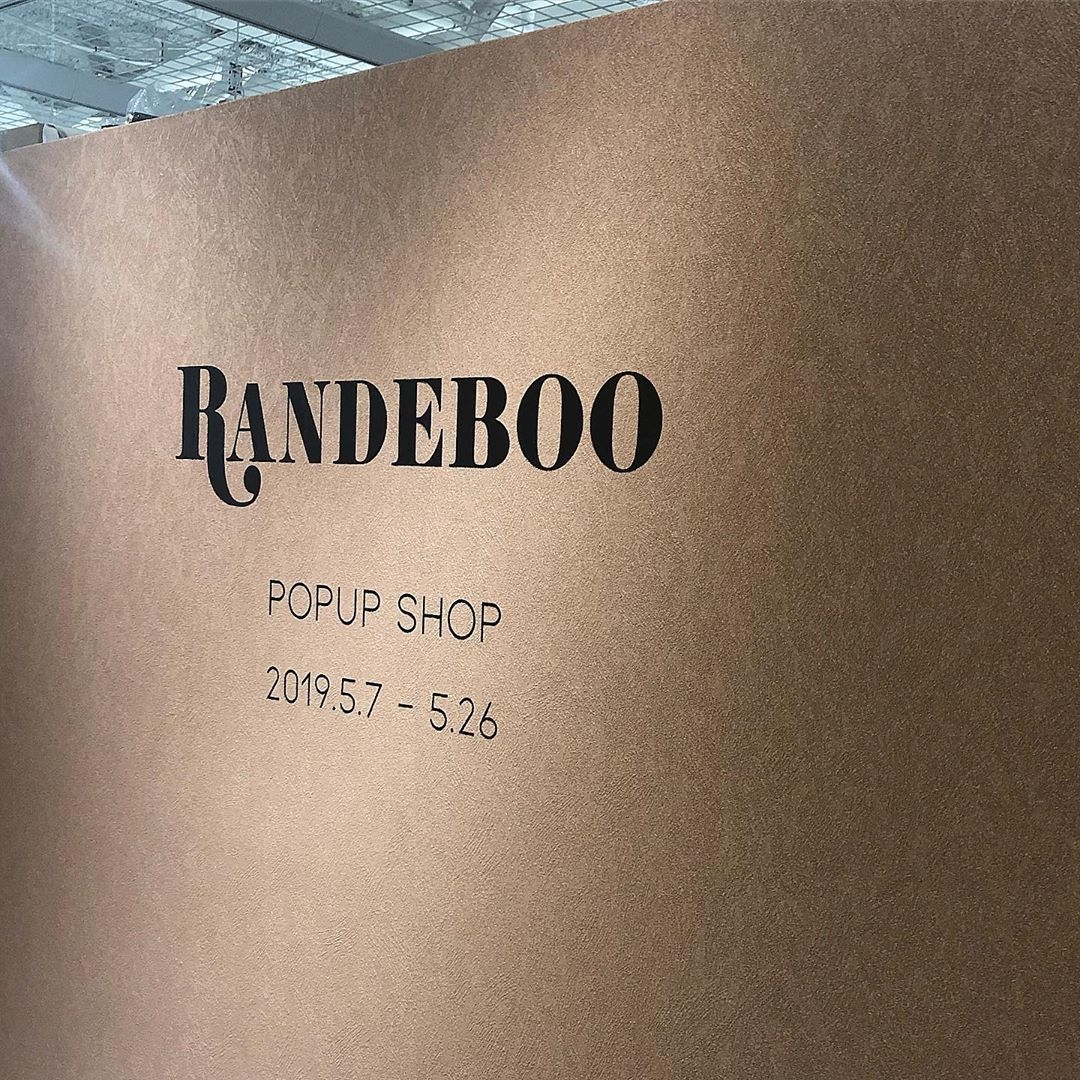 RANDEBOO
POPUP SHOP
2019.5.7 - 5.26